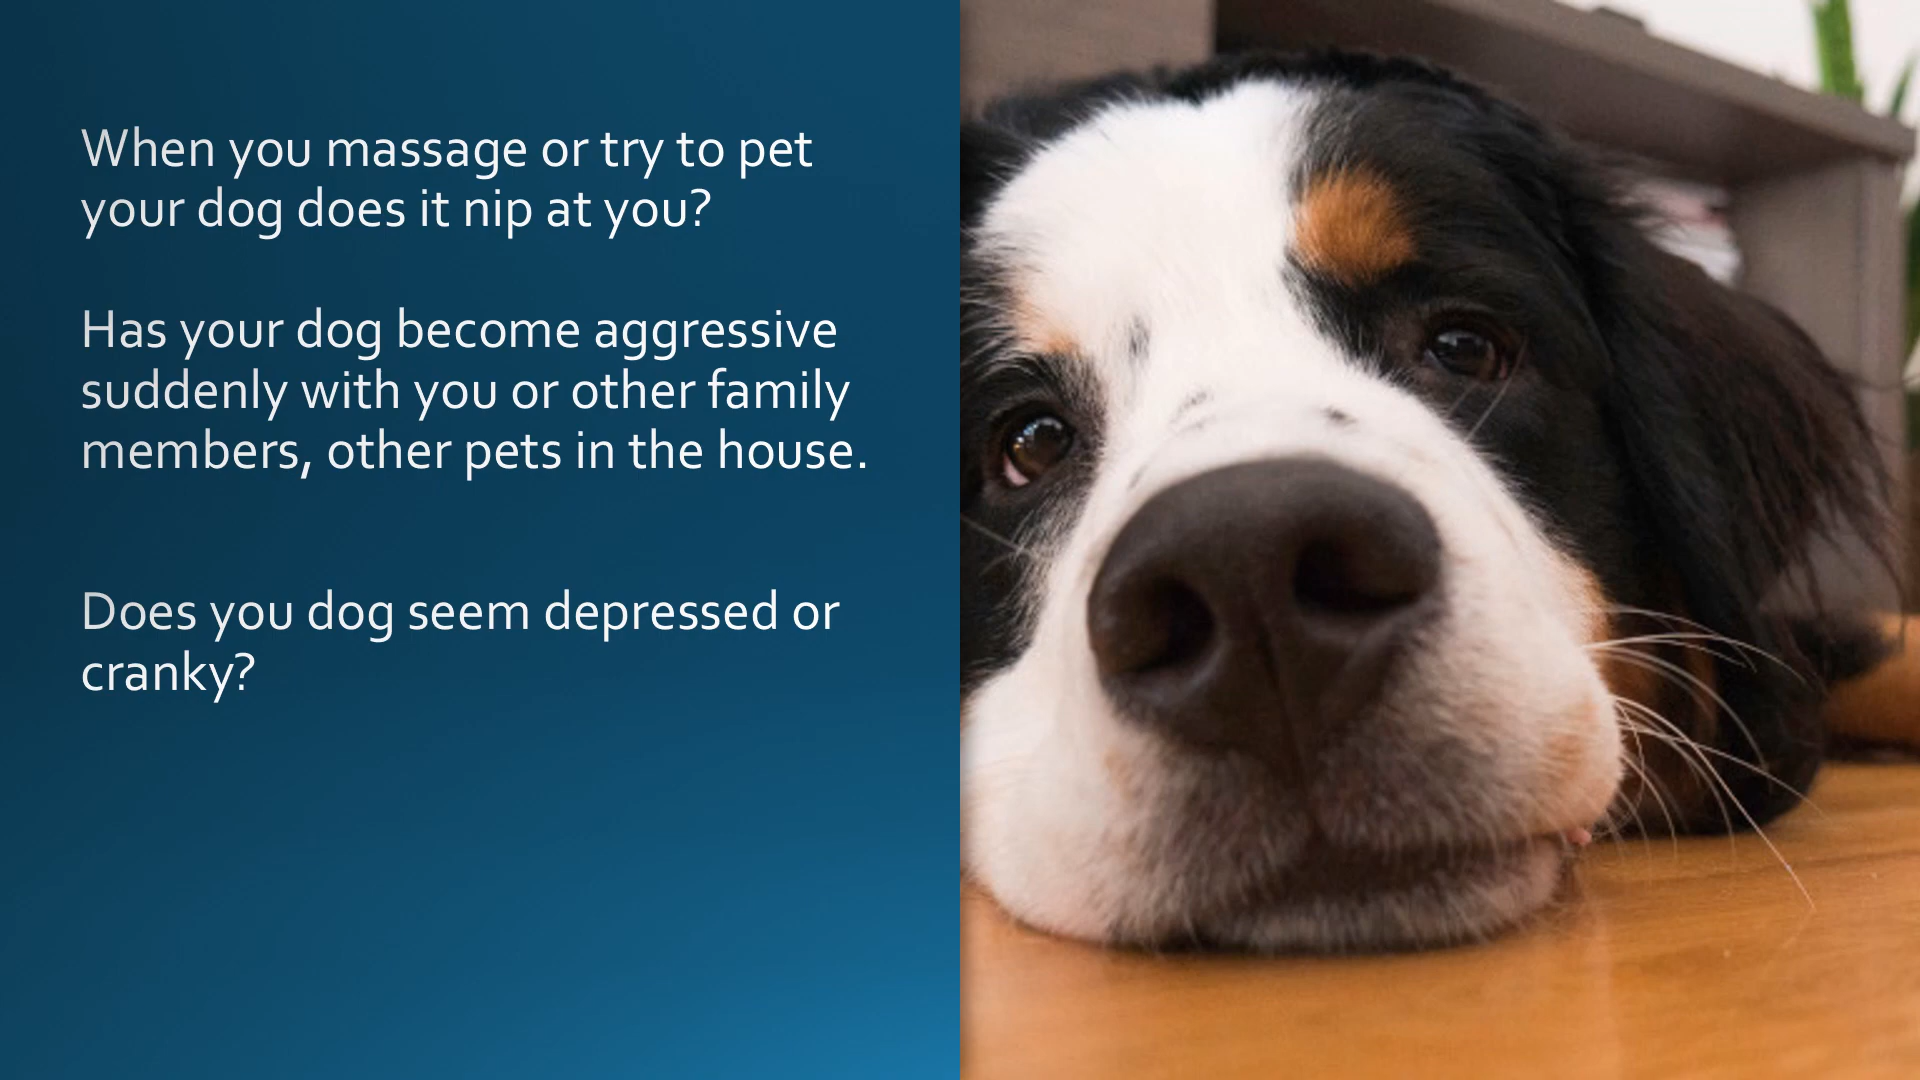 When you massage or try to pet
your dog does it nip at you?
Has your dog become aggressive
suddenly with you or other family
members, other pets in the house.
Does you dog seem depressed or
cranky?